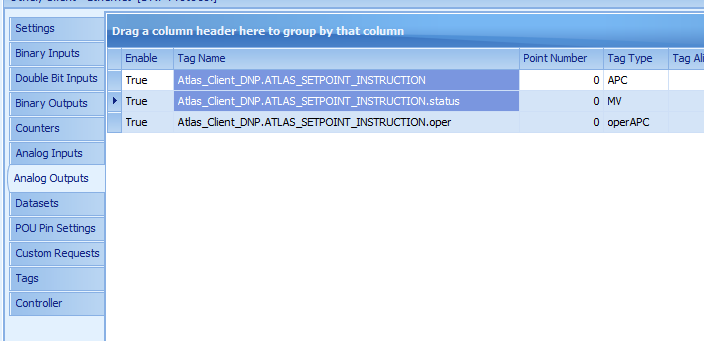 Settings
Binary Inputs
Double Bit Inputs
Binary Outputs
Counters
Analog Inputs
Analog Outputs
Datasets
POU Pin Settings
Custom Requests
Tags
Controller
Drag a column header here to group by that column
Enable Tag Name Point Number Tag Type Tag Ali
True Atlas_Client_DNP.ATLAS_SETPOINT_INSTRUCTION 0 APC
True Atlas_Client_DNP.ATLAS_SETPOINT_INSTRUCTION.status 0 MV
True Atlas_Client_DNP.ATLAS_SETPOINT_INSTRUCTION.oper 0 operAPC